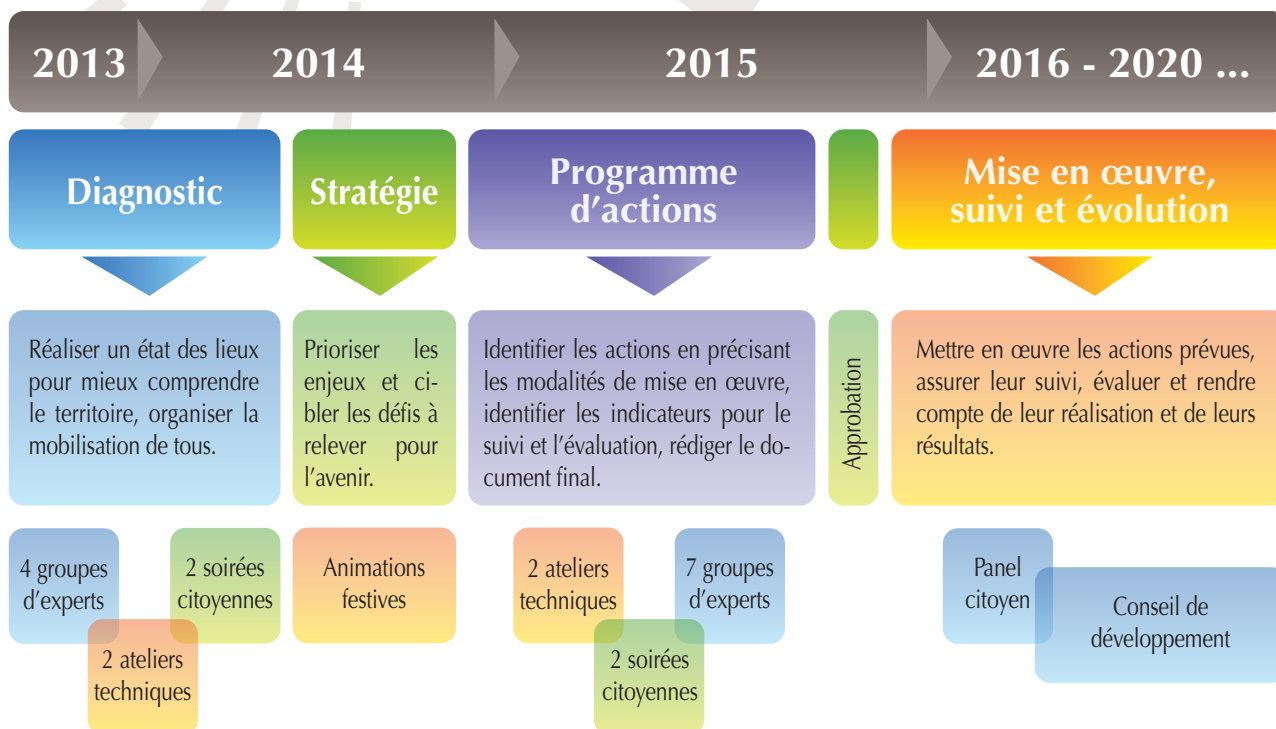 2013
2014
2015
2016 - 2020 ...
Diagnostic
Stratégie
Programme
d’actions
Mise en œuvre,
suivi et évolution
Réaliser un état des lieux
pour mieux comprendre
le territoire, organiser la
mobilisation de tous.
Prioriser les
enjeux et ci-
bler les défis à
relever pour
l’avenir.
Identifier les actions en précisant
les modalités de mise en œuvre,
identifier les indicateurs pour le
suivi et l’évaluation, rédiger le do-
cument final.
Approbation
Mettre en œuvre les actions prévues,
assurer leur suivi, évaluer et rendre
compte de leur réalisation et de leurs
résultats.
4 groupes
d’experts
2 ateliers
techniques
2 soirées
citoyennes
Animations
festives
2 ateliers
techniques
2 soirées
citoyennes
7 groupes
d’experts
Panel
citoyen
Conseil de
développement